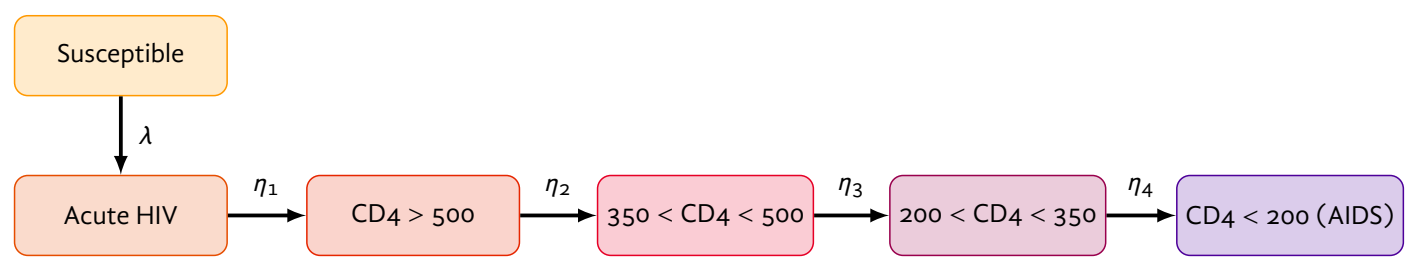 Susceptible
λ
Acute HIV
η1
CD4 > 500
η2
350 < CD4 < 500
η3
200 < CD4 < 350
η4
CD4 < 200 (AIDS)